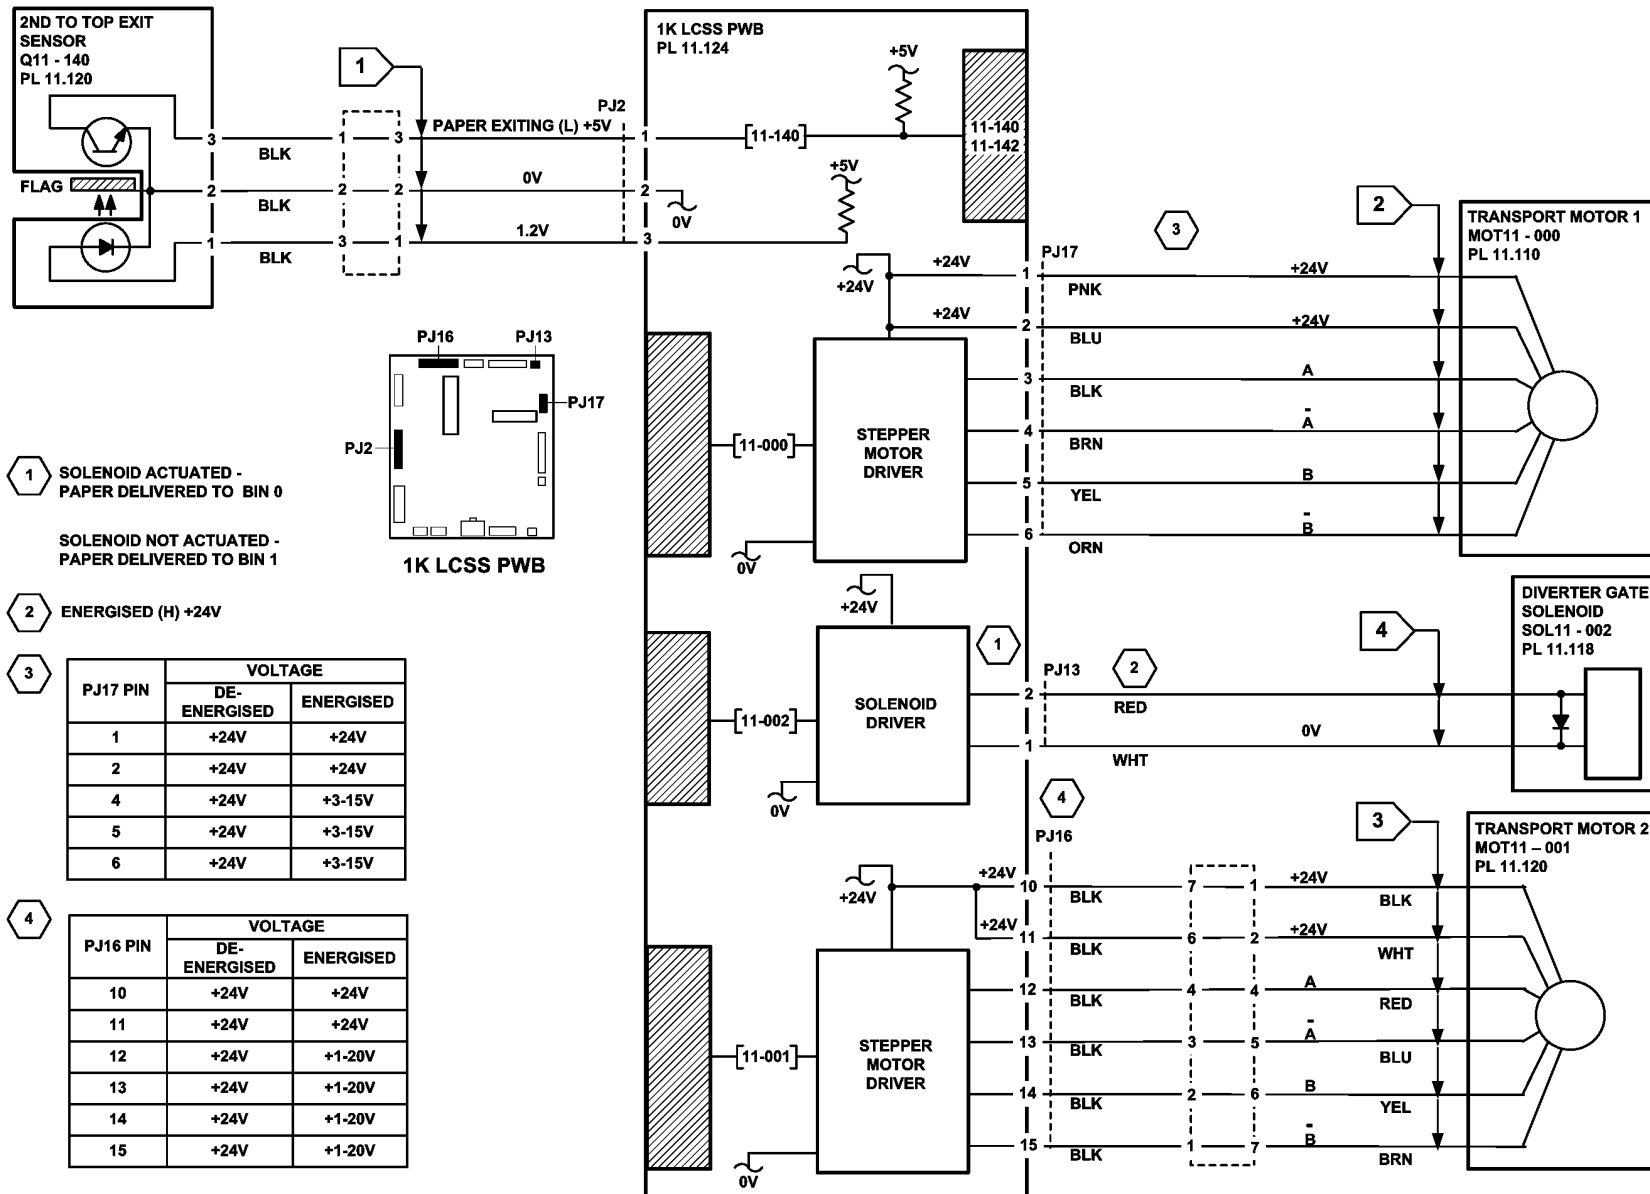 2ND TO TOP EXIT
SENSOR
Q11 - 140
PL 11.120
FLAG
3
2
1
BLK
BLK
BLK
1 3
2 2
3 1
1
PAPER EXITING (L) +5V
0V
1.2V
PJ2
1
2
3
1K LCSS PWB
PL 11.124
[11-140]
+5V
+5V
0V
11-140
11-142
PJ16
PJ13
PJ17
PJ2
1K LCSS PWB
1
SOLENOID ACTUATED -
PAPER DELIVERED TO BIN 0
SOLENOID NOT ACTUATED -
PAPER DELIVERED TO BIN 1
2
ENERGISED (H) +24V
3
PJ17 PIN VOLTAGE
DE-
ENERGISED ENERGISED
1 +24V +24V
2 +24V +24V
4 +24V +3-15V
5 +24V +3-15V
6 +24V +3-15V
4
PJ16 PIN VOLTAGE
DE-
ENERGISED ENERGISED
10 +24V +24V
11 +24V +24V
12 +24V +1-20V
13 +24V +1-20V
14 +24V +1-20V
15 +24V +1-20V
[11-000]
STEPPER
MOTOR
DRIVER
0V
+24V
+24V
+24V
PJ17
3
2
1 PNK +24V
2 BLU +24V
3 BLK A
4 BRN A̅
5 YEL B
6 ORN B̅
TRANSPORT MOTOR 1
MOT11 - 000
PL 11.110
[11-002]
SOLENOID
DRIVER
+24V
0V
1
PJ13
2
4
2 RED
1 WHT 0V
DIVERTER GATE
SOLENOID
SOL11 - 002
PL 11.118
[11-001]
STEPPER
MOTOR
DRIVER
0V
+24V
+24V
+24V
4
PJ16
3
10 BLK 7 1 +24V BLK
11 BLK 6 2 +24V WHT
12 BLK 4 4 A RED
13 BLK 3 5 A̅ BLU
14 BLK 2 6 B YEL
15 BLK 1 7 B̅ BRN
TRANSPORT MOTOR 2
MOT11 – 001
PL 11.120